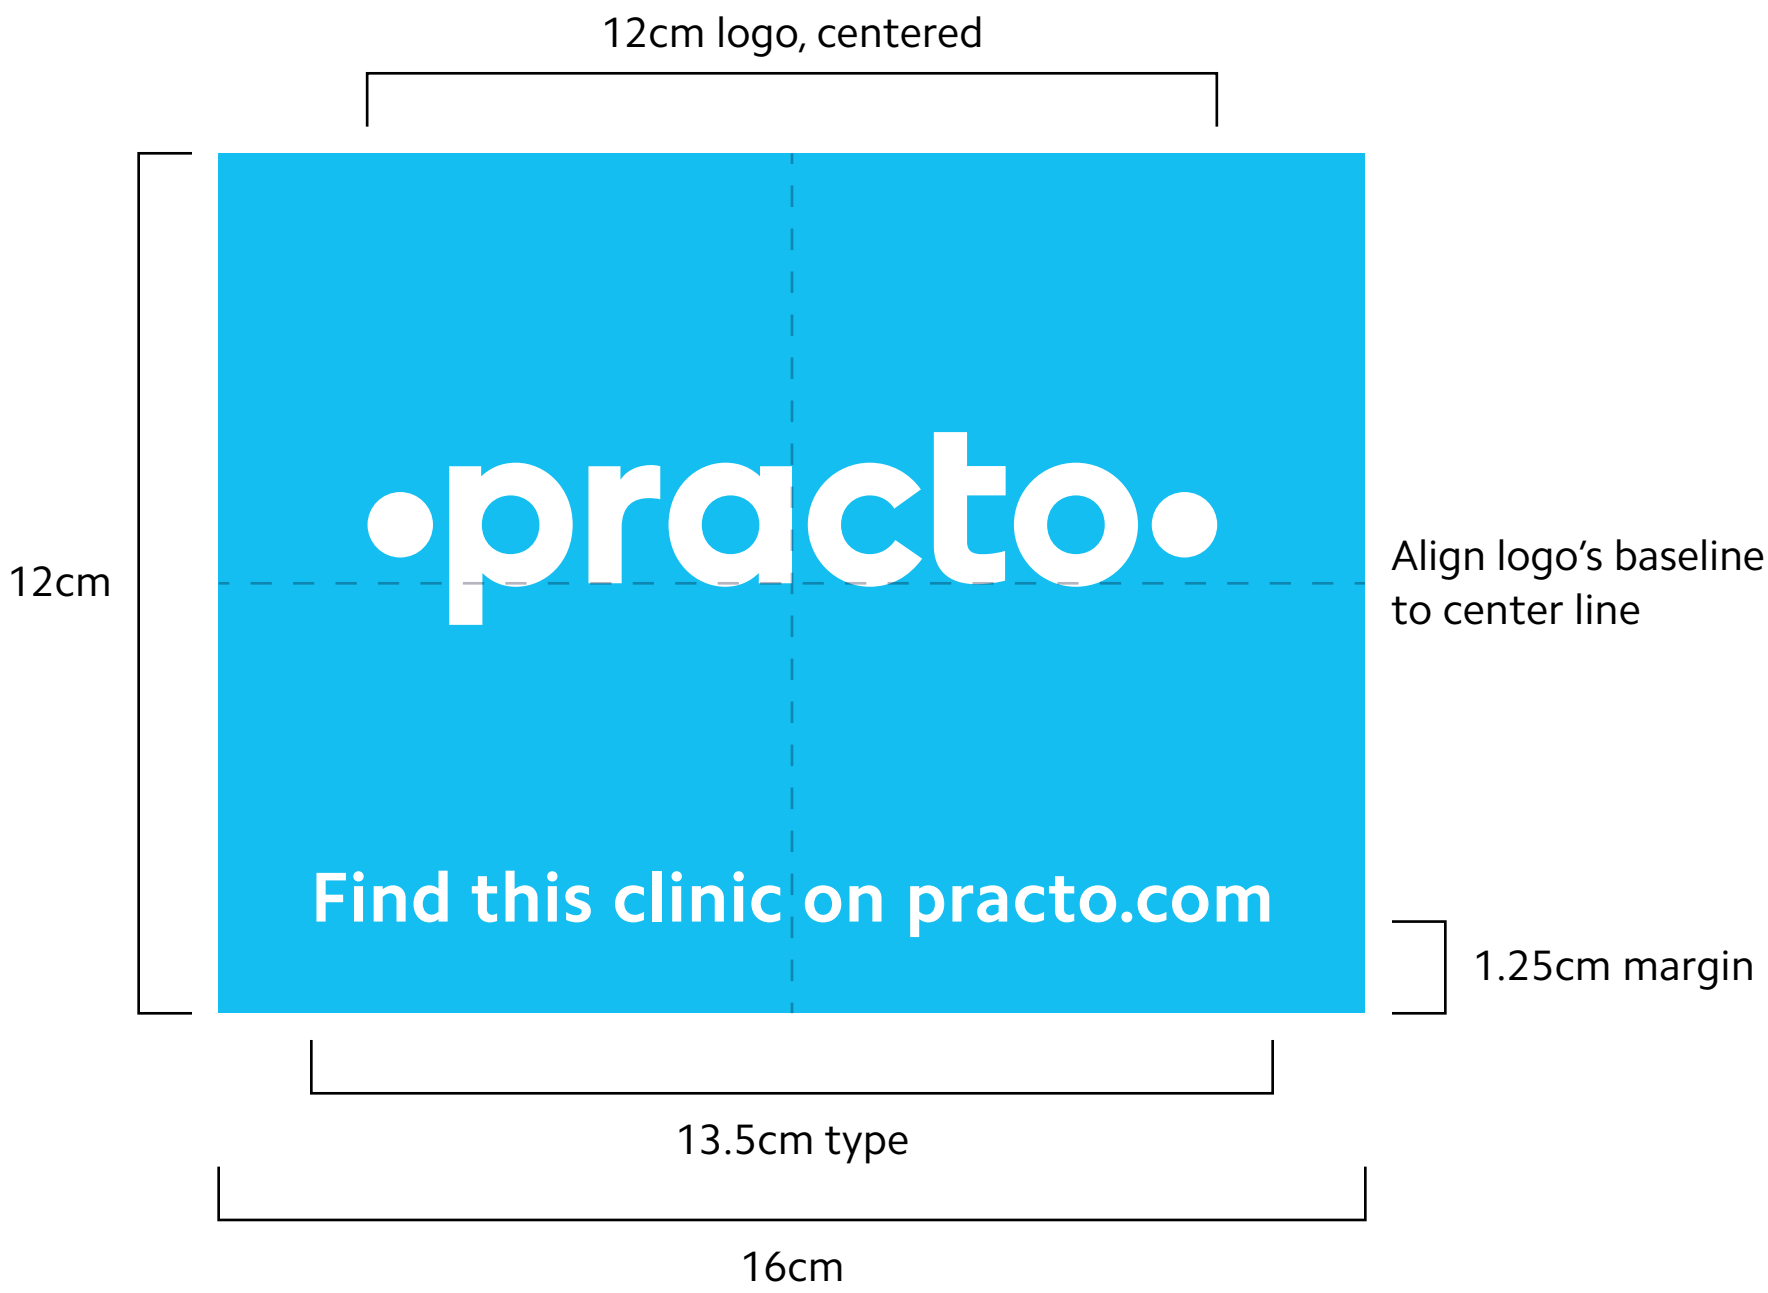 12cm logo, centered
•practo•
12cm
Align logo’s baseline
to center line
Find this clinic on practo.com
1.25cm margin
13.5cm type
16cm